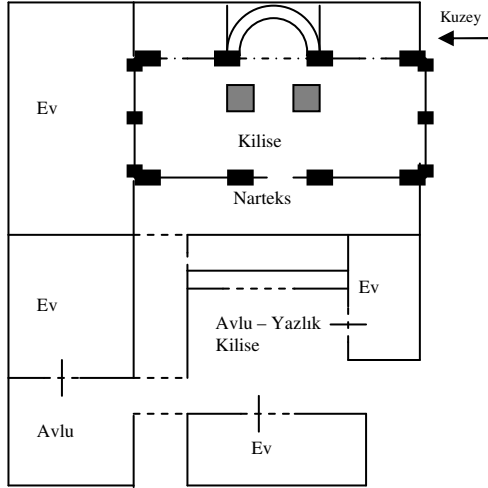 Kuzey
Ev
Kilise
Narteks
Ev
Ev
Avlu – Yazlık
Kilise
Avlu
Ev